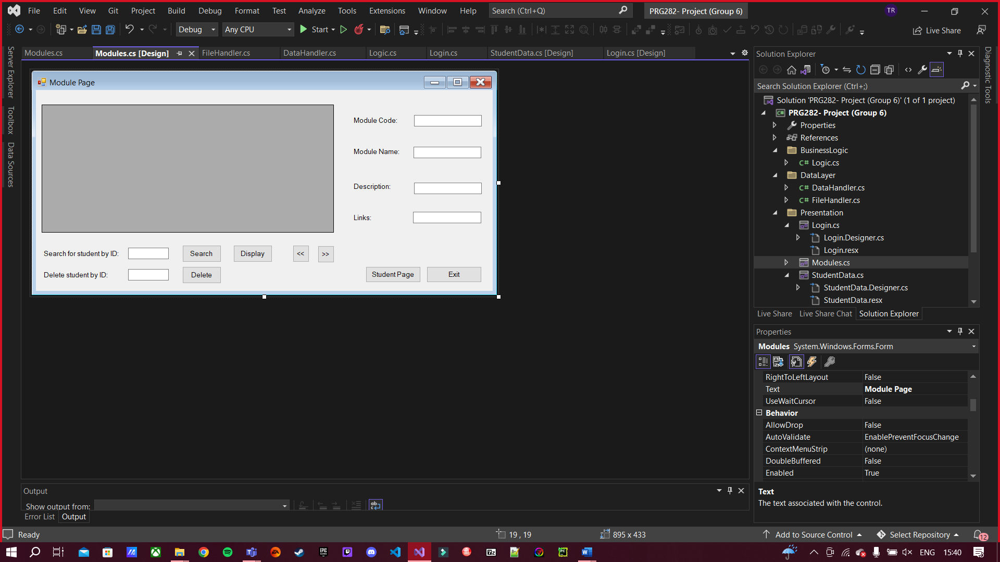 File Edit View Git Project Build Debug Format Test Analyze Tools Extensions Window Help Search (Ctrl+Q) PRG282- Project (Group 6) TR
Debug Any CPU Start Live Share
Server Explorer
Toolbox
Data Sources
Modules.cs Modules.cs [Design] FileHandler.cs DataHandler.cs Logic.cs Login.cs StudentData.cs [Design] Login.cs [Design]
Module Page
Module Code:
Module Name:
Description:
Links:
Search for student by ID: Search Display << >>
Delete student by ID: Delete Student Page Exit
Solution Explorer
Search Solution Explorer (Ctrl+;)
Solution 'PRG282- Project (Group 6)' (1 of 1 project)
PRG282- Project (Group 6)
Properties
References
BusinessLogic
C# Logic.cs
DataLayer
C# DataHandler.cs
C# FileHandler.cs
Presentation
Login.cs
Login.Designer.cs
Login.resx
Modules.cs
StudentData.cs
StudentData.Designer.cs
StudentData.resx
Live Share Live Share Chat Solution Explorer
Diagnostic Tools
Properties
Modules System.Windows.Forms.Form
RightToLeftLayout False
Text Module Page
UseWaitCursor False
Behavior
AllowDrop False
AutoValidate EnablePreventFocusChange
ContextMenuStrip (none)
DoubleBuffered False
Enabled True
Text
The text associated with the control.
Output
Show output from:
Error List Output
Ready 19 , 19 895 x 433 Add to Source Control Select Repository 12
ENG 15:40